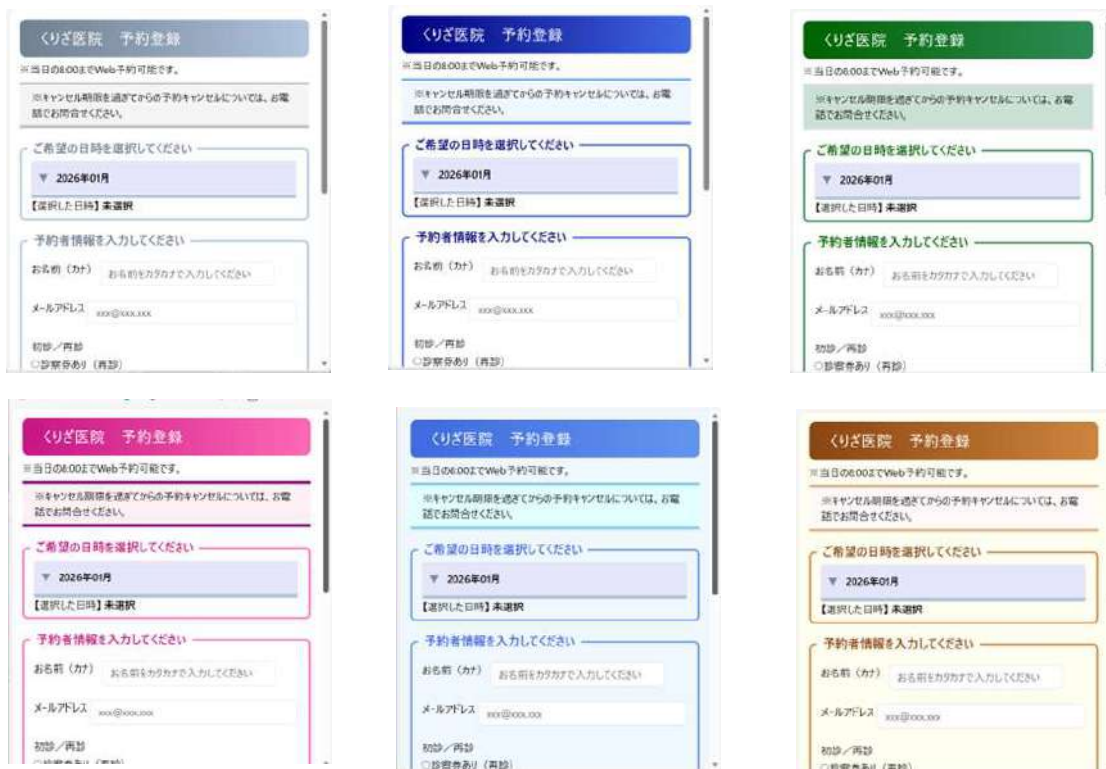 くりざ医院　予約登録
※当日の8:00までWeb予約可能です。
※キャンセル期限を過ぎてからの予約キャンセルについては、お電
話でお問合せください。
ご希望の日時を選択してください
▼ 2026年01月
【選択した日時】未選択
予約者情報を入力してください
お名前（カナ） お名前をカタカナで入力してください
メールアドレス xxx@xxx.xxx
初診／再診
○診察券あり（再診）
くりざ医院　予約登録
※当日の8:00までWeb予約可能です。
※キャンセル期限を過ぎてからの予約キャンセルについては、お電
話でお問合せください。
ご希望の日時を選択してください
▼ 2026年01月
【選択した日時】未選択
予約者情報を入力してください
お名前（カナ） お名前をカタカナで入力してください
メールアドレス xxx@xxx.xxx
初診／再診
○診察券あり（再診）
くりざ医院　予約登録
※当日の6:00までWeb予約可能です。
※キャンセル期限を過ぎてからの予約キャンセルについては、お電
話でお問合せください。
ご希望の日時を選択してください
▼ 2026年01月
【選択した日時】未選択
予約者情報を入力してください
お名前（カナ） お名前をカタカナで入力してください
メールアドレス xxx@xxx.xxx
初診／再診
○診察券あり（再診）
くりざ医院　予約登録
※当日の6:00までWeb予約可能です。
※キャンセル期限を過ぎてからの予約キャンセルについては、お電
話でお問合せください。
ご希望の日時を選択してください
▼ 2026年01月
【選択した日時】未選択
予約者情報を入力してください
お名前（カナ） お名前をカタカナで入力してください
メールアドレス xxx@xxx.xxx
初診／再診
○診察券あり（再診）
くりざ医院　予約登録
※当日の6:00までWeb予約可能です。
※キャンセル期限を過ぎてからの予約キャンセルについては、お電
話でお問合せください。
ご希望の日時を選択してください
▼ 2026年01月
【選択した日時】未選択
予約者情報を入力してください
お名前（カナ） お名前をカタカナで入力してください
メールアドレス xxx@xxx.xxx
初診／再診
○診察券あり（再診）
くりざ医院　予約登録
※当日の6:00までWeb予約可能です。
※キャンセル期限を過ぎてからの予約キャンセルについては、お電
話でお問合せください。
ご希望の日時を選択してください
▼ 2026年01月
【選択した日時】未選択
予約者情報を入力してください
お名前（カナ） お名前をカタカナで入力してください
メールアドレス xxx@xxx.xxx
初診／再診
○診察券あり（再診）